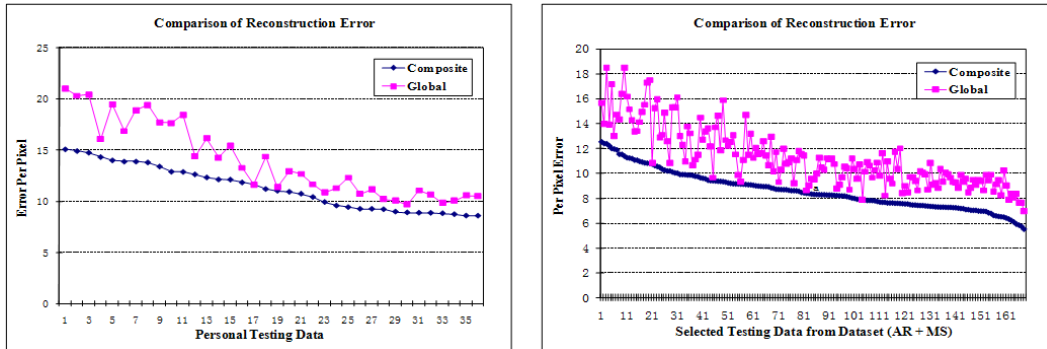 Comparison of Reconstruction Error
25
20
15
10
5
0
Error Per Pixel
Composite
Global
1 3 5 7 9 11 13 15 17 19 21 23 25 27 29 31 33 35
Personal Testing Data
Comparison of Reconstruction Error
20
18
16
14
12
10
8
6
4
2
0
Per Pixel Error
Composite
Global
1 11 21 31 41 51 61 71 81 91 101 111 121 131 141 151 161
Selected Testing Data from Dataset (AR + MS)